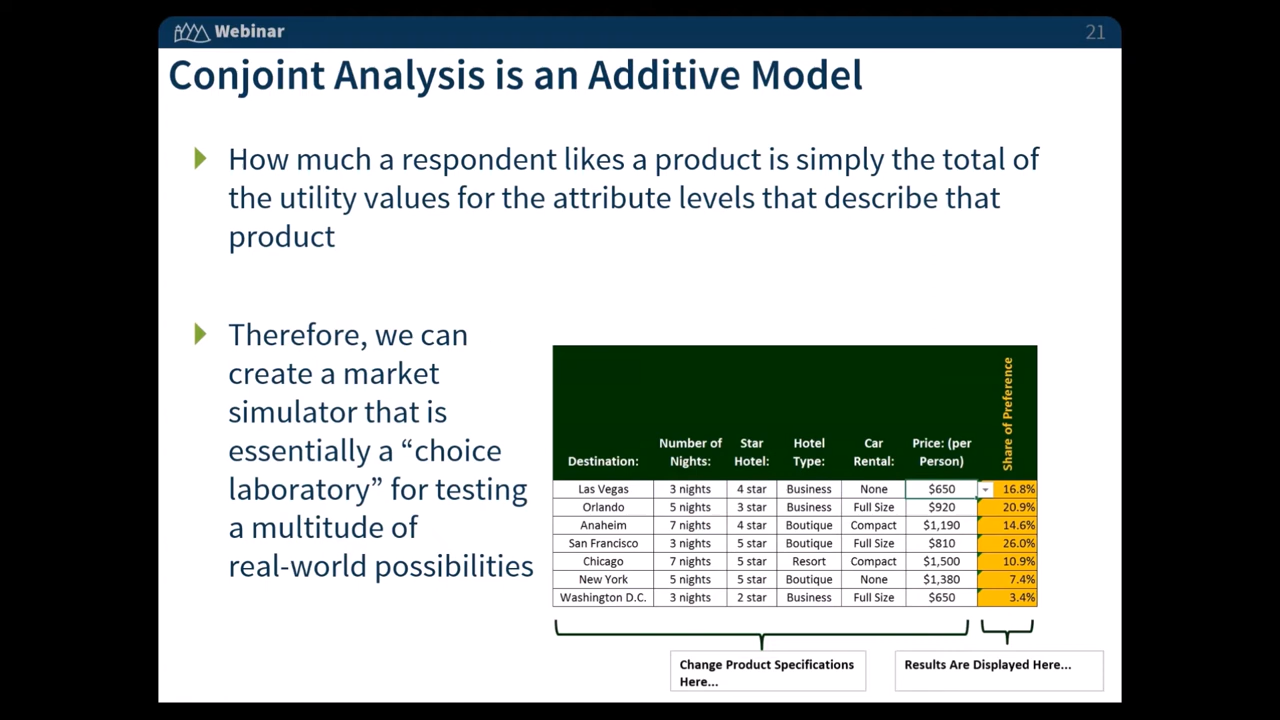 Webinar
21
Conjoint Analysis is an Additive Model
How much a respondent likes a product is simply the total of
the utility values for the attribute levels that describe that
product
Therefore, we can
create a market
simulator that is
essentially a “choice
laboratory” for testing
a multitude of
real-world possibilities
Destination: Number of Nights: Star Hotel: Hotel Type: Car Rental: Price: (per Person) Share of Preference
Las Vegas 3 nights 4 star Business None $650 16.8%
Orlando 5 nights 3 star Business Full Size $920 20.9%
Anaheim 7 nights 4 star Boutique Compact $1,190 14.6%
San Francisco 3 nights 5 star Boutique Full Size $810 26.0%
Chicago 7 nights 5 star Resort Compact $1,500 10.9%
New York 5 nights 5 star Boutique None $1,380 7.4%
Washington D.C. 3 nights 2 star Business Full Size $650 3.4%
Change Product Specifications
Here...
Results Are Displayed Here...